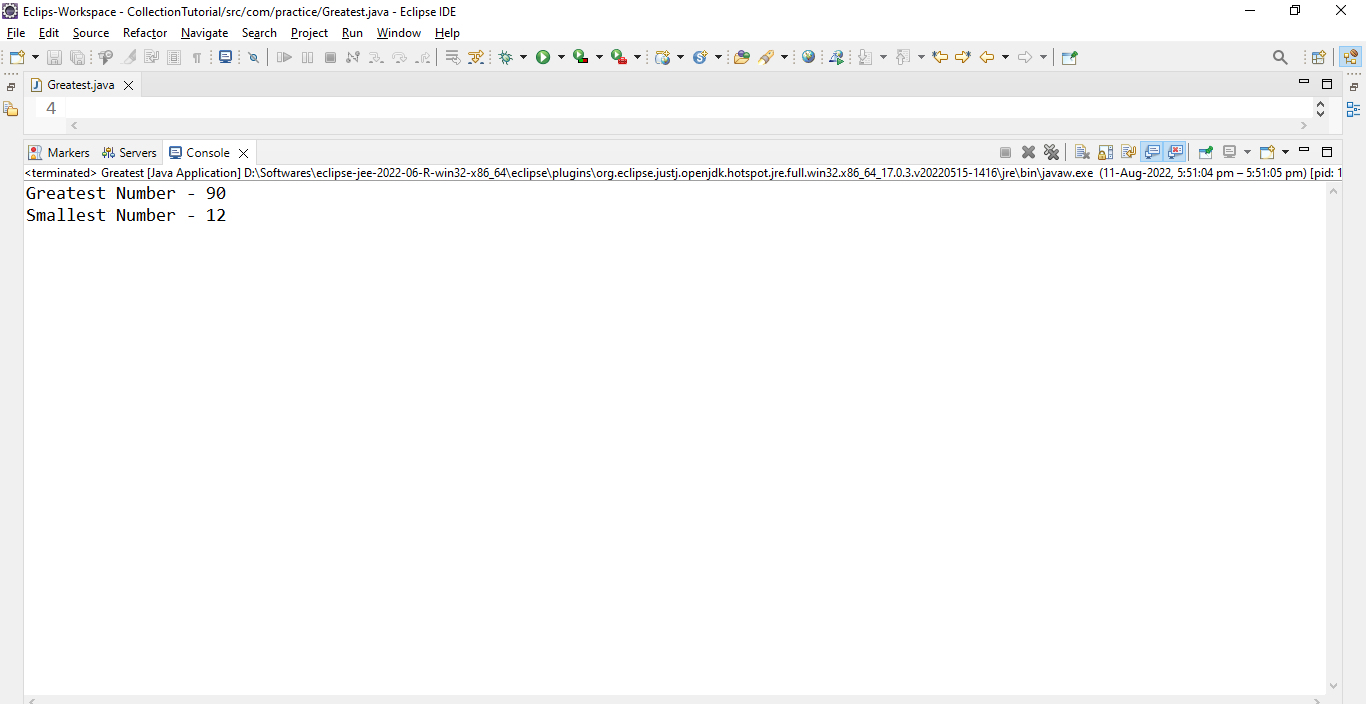 Eclips-Workspace - CollectionTutorial/src/com/practice/Greatest.java - Eclipse IDE
File Edit Source Refactor Navigate Search Project Run Window Help
Greatest.java
4
Markers Servers Console
<terminated> Greatest [Java Application] D:\Softwares\eclipse-jee-2022-06-R-win32-x86_64\eclipse\plugins\org.eclipse.justj.openjdk.hotspot.jre.full.win32.x86_64_17.0.3.v20220515-1416\jre\bin\javaw.exe (11-Aug-2022, 5:51:04 pm – 5:51:05 pm) [pid: 1
Greatest Number - 90
Smallest Number - 12